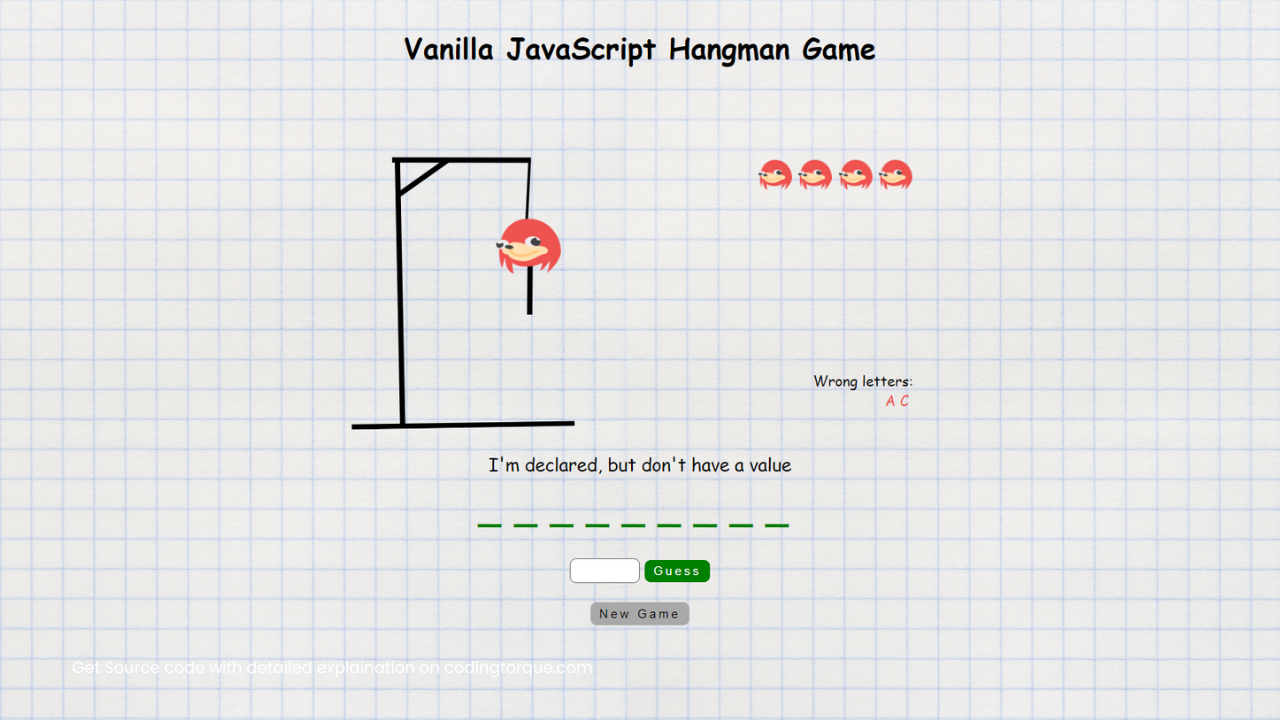 Vanilla JavaScript Hangman Game
Wrong letters:
A C
I'm declared, but don't have a value
Guess
New Game
Get Source code with detailed explaination on codingtorque.com